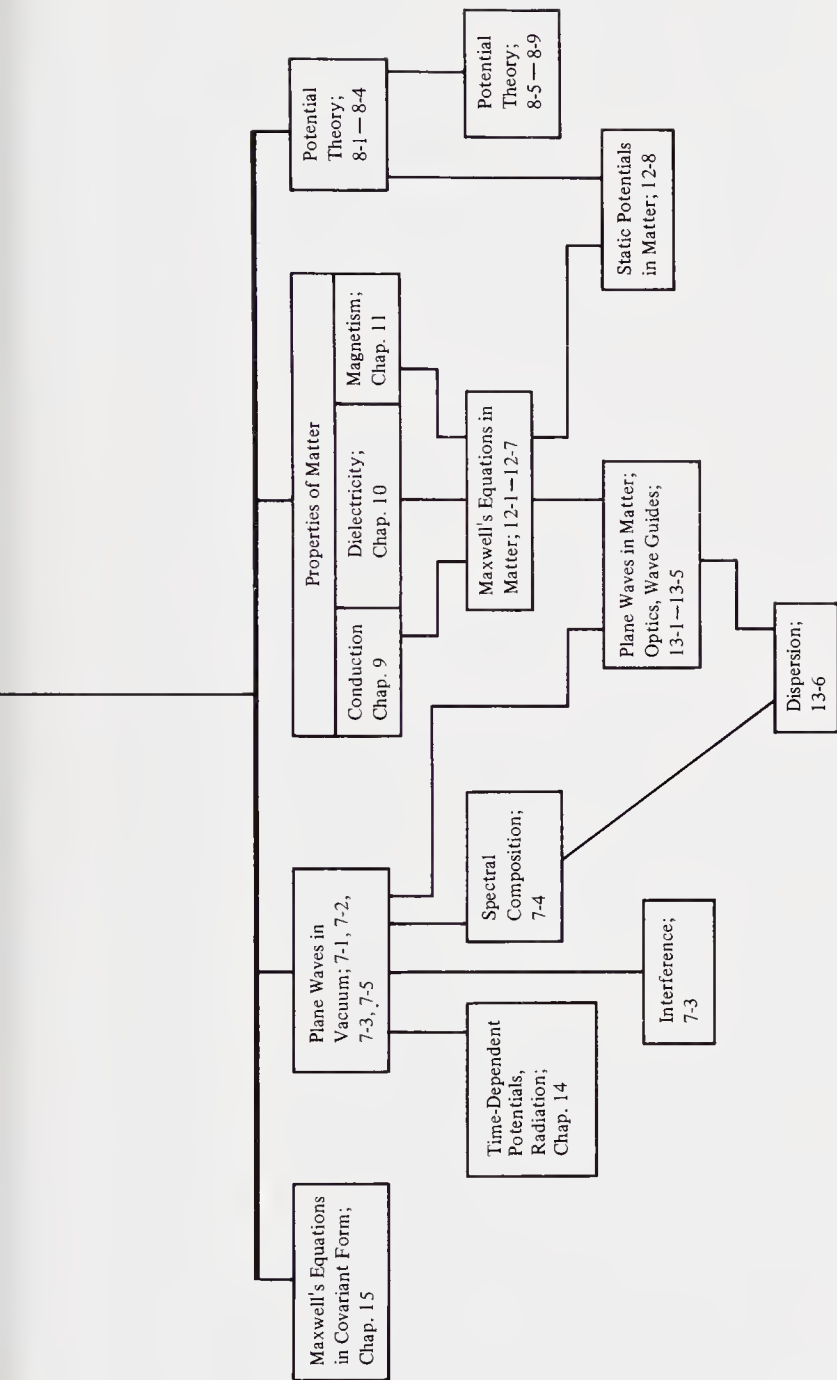 Maxwell's Equations
in Covariant Form;
Chap. 15
Plane Waves in
Vacuum; 7-1, 7-2,
7-3, 7-5
Properties of Matter
Conduction
Chap. 9
Dielectricity;
Chap. 10
Magnetism;
Chap. 11
Potential
Theory;
8-1—8-4
Time-Dependent
Potentials,
Radiation;
Chap. 14
Spectral
Composition;
7-4
Maxwell's Equations in
Matter; 12-1—12-7
Potential
Theory;
8-5—8-9
Interference;
7-3
Plane Waves in Matter;
Optics, Wave Guides;
13-1—13-5
Static Potentials
in Matter; 12-8
Dispersion;
13-6